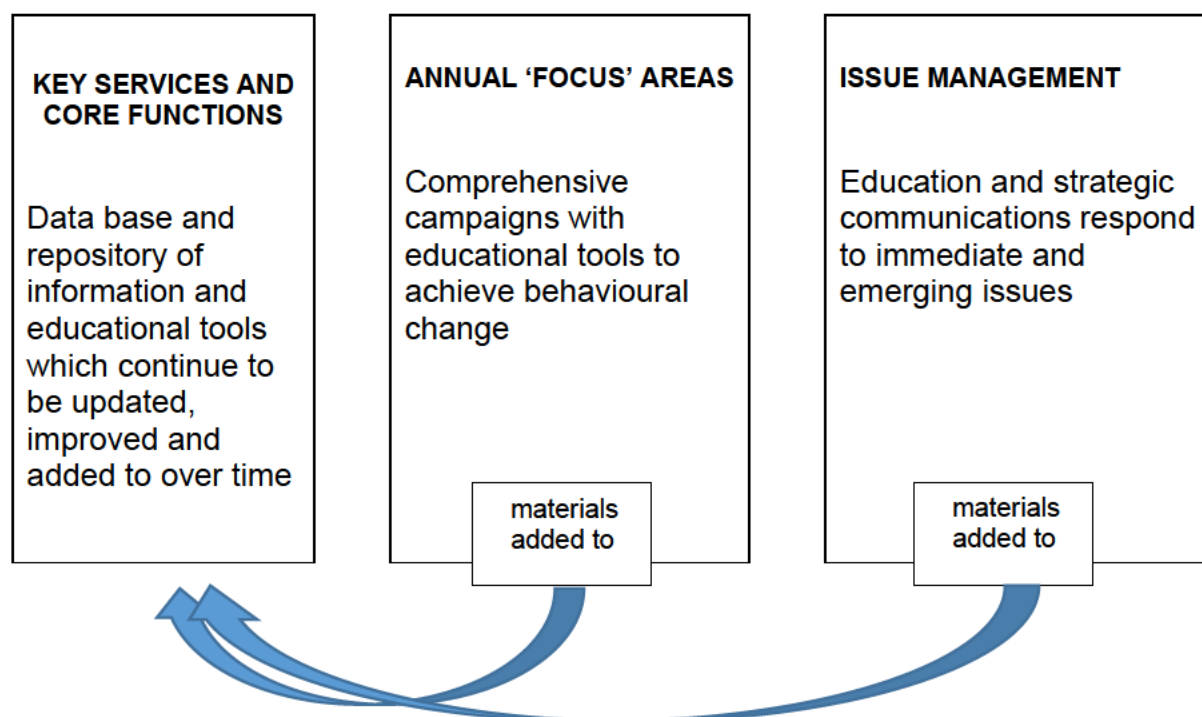 KEY SERVICES AND
CORE FUNCTIONS
Data base and
repository of
information and
educational tools
which continue to
be updated,
improved and
added to over time
ANNUAL ‘FOCUS’ AREAS
Comprehensive
campaigns with
educational tools to
achieve behavioural
change
materials
added to
ISSUE MANAGEMENT
Education and strategic
communications respond
to immediate and
emerging issues
materials
added to